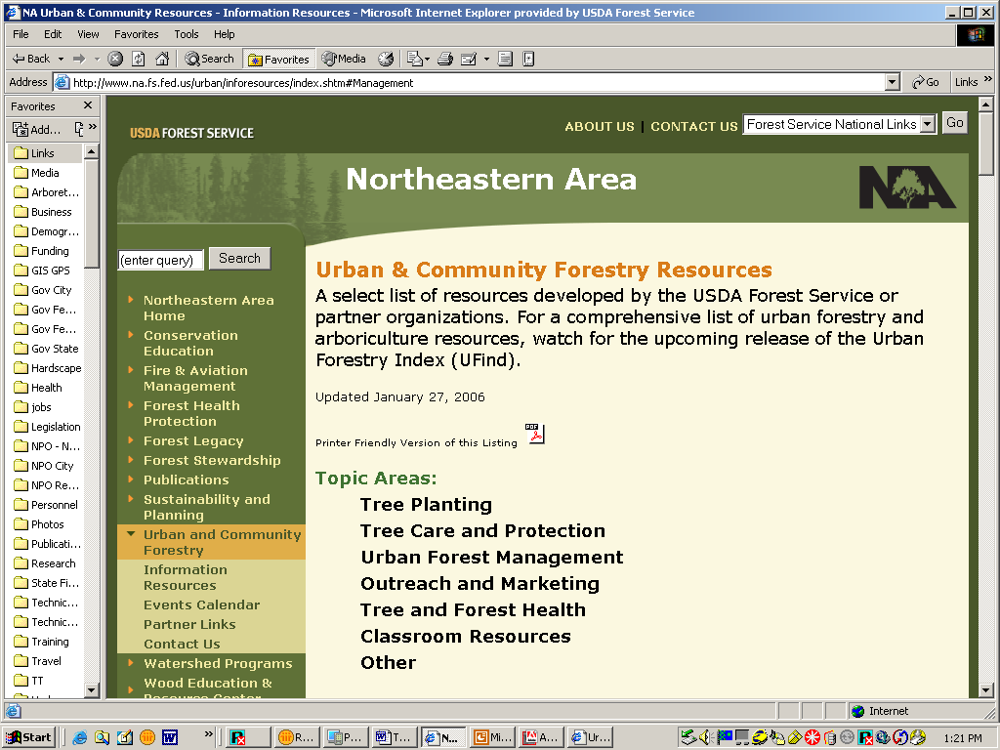 NA Urban & Community Resources - Information Resources - Microsoft Internet Explorer provided by USDA Forest Service
File Edit View Favorites Tools Help
Back Search Favorites Media
Address http://www.na.fs.fed.us/urban/inforesources/index.shtm#Management Go Links »
Favorites
Add... »
Links
Media
Arboret...
Business
Demogr...
Funding
GIS GPS
Gov City
Gov Fe...
Gov Fe...
Gov State
Hardscape
Health
jobs
Legislation
NPO - N...
NPO City
NPO Re...
Personnel
Photos
Publicati...
Research
State Fi...
Technic...
Technic...
Training
Travel
TT
USDA FOREST SERVICE
ABOUT US | CONTACT US Forest Service National Links Go
Northeastern Area
NA
(enter query) Search
Northeastern Area
Home
Conservation
Education
Fire & Aviation
Management
Forest Health
Protection
Forest Legacy
Forest Stewardship
Publications
Sustainability and
Planning
Urban and Community
Forestry
Information
Resources
Events Calendar
Partner Links
Contact Us
Watershed Programs
Wood Education &
Resource Center
Urban & Community Forestry Resources
A select list of resources developed by the USDA Forest Service or
partner organizations. For a comprehensive list of urban forestry and
arboriculture resources, watch for the upcoming release of the Urban
Forestry Index (UFind).
Updated January 27, 2006
Printer Friendly Version of this Listing PDF
Topic Areas:
Tree Planting
Tree Care and Protection
Urban Forest Management
Outreach and Marketing
Tree and Forest Health
Classroom Resources
Other
Internet
Start » R... P... T... N... Mi... A... Ur... 1:21 PM